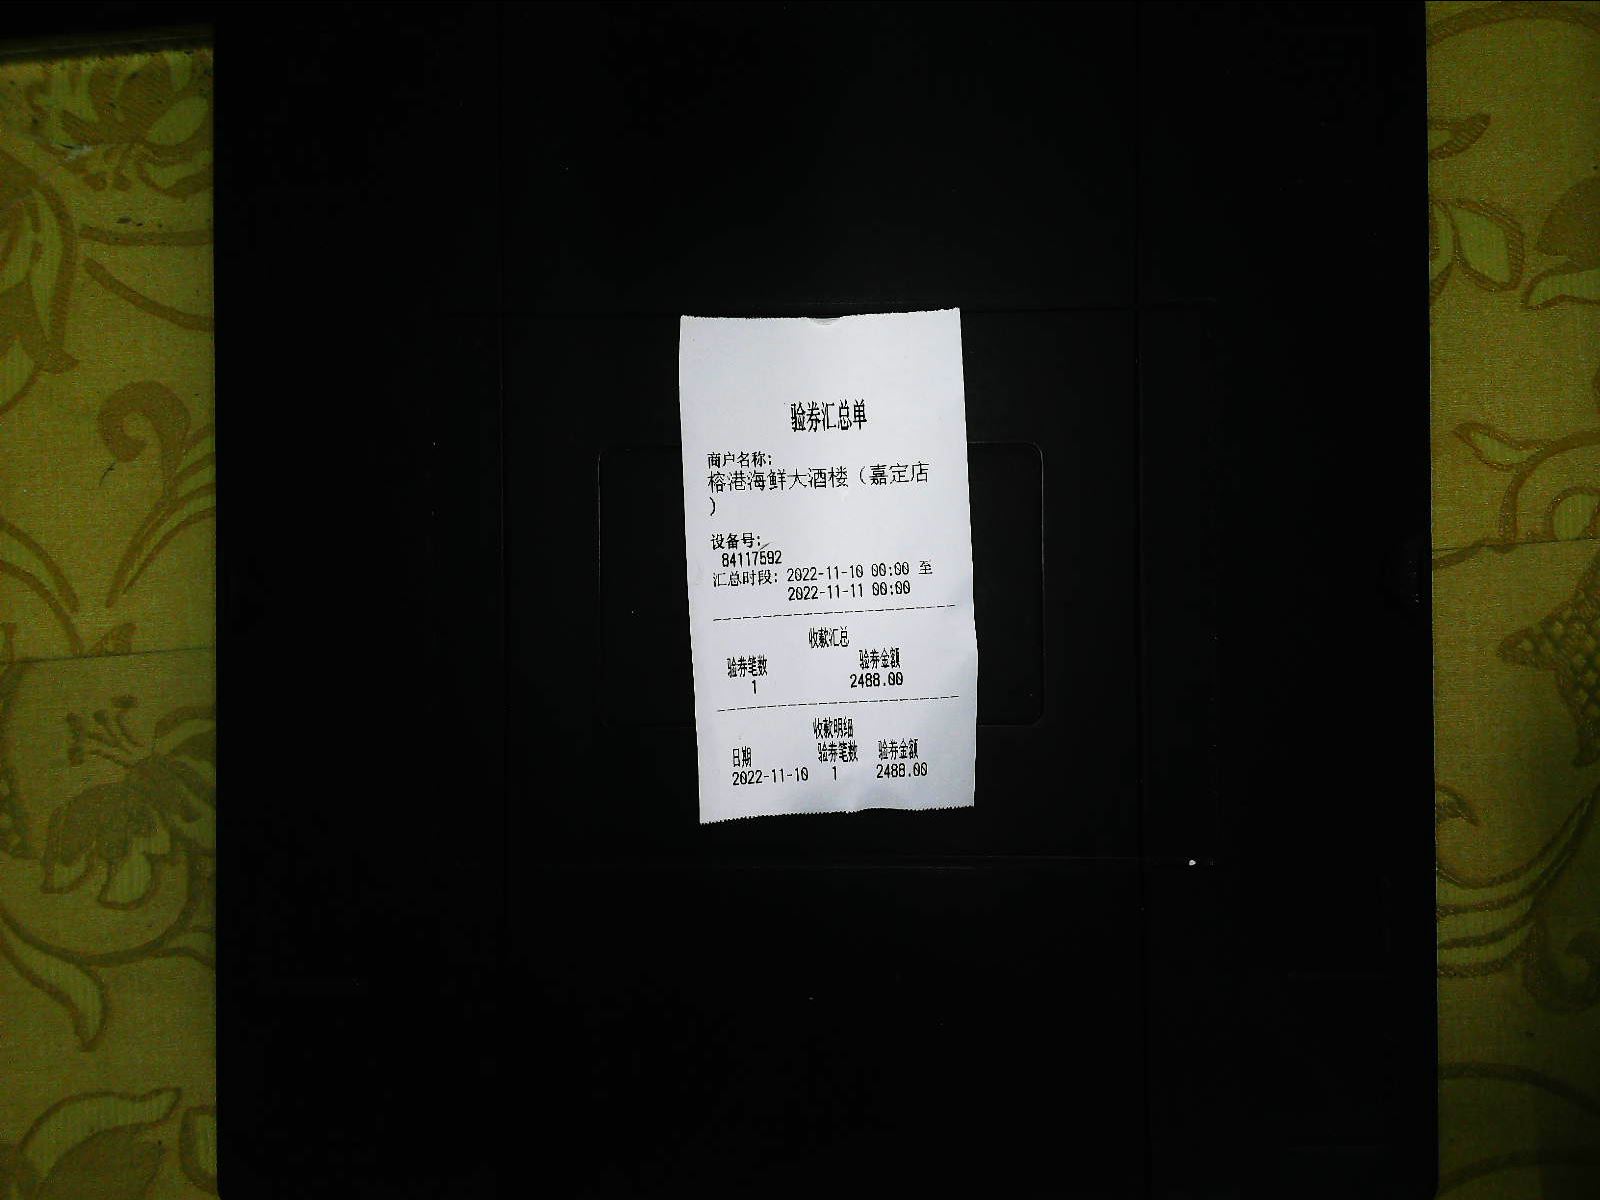 验券汇总单
商户名称:
榕港海鲜大酒楼（嘉定店
）
设备号:
84117592
汇总时段: 2022-11-10 00:00 至
2022-11-11 00:00
收款汇总
验券笔数 验券金额
1 2488.00
收款明细
日期 验券笔数 验券金额
2022-11-10 1 2488.00